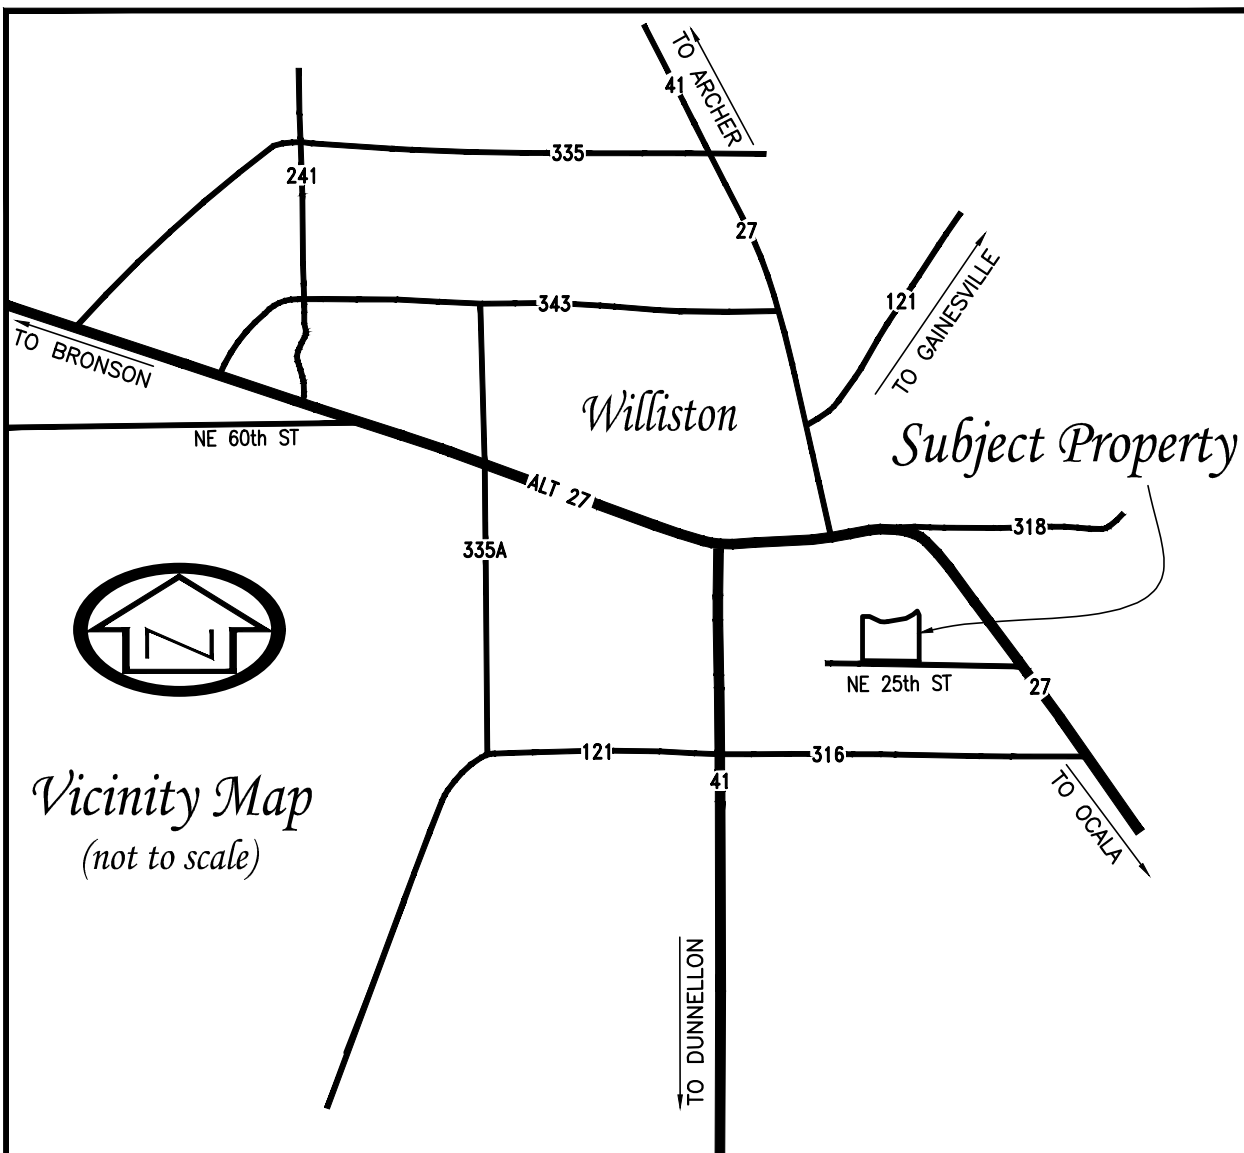 TO ARCHER
41
335
241
27
121
TO GAINESVILLE
343
TO BRONSON
Williston
Subject Property
NE 60th ST
ALT 27
318
335A
N
NE 25th ST
27
121
316
41
Vicinity Map
(not to scale)
TO OCALA
TO DUNNELLON